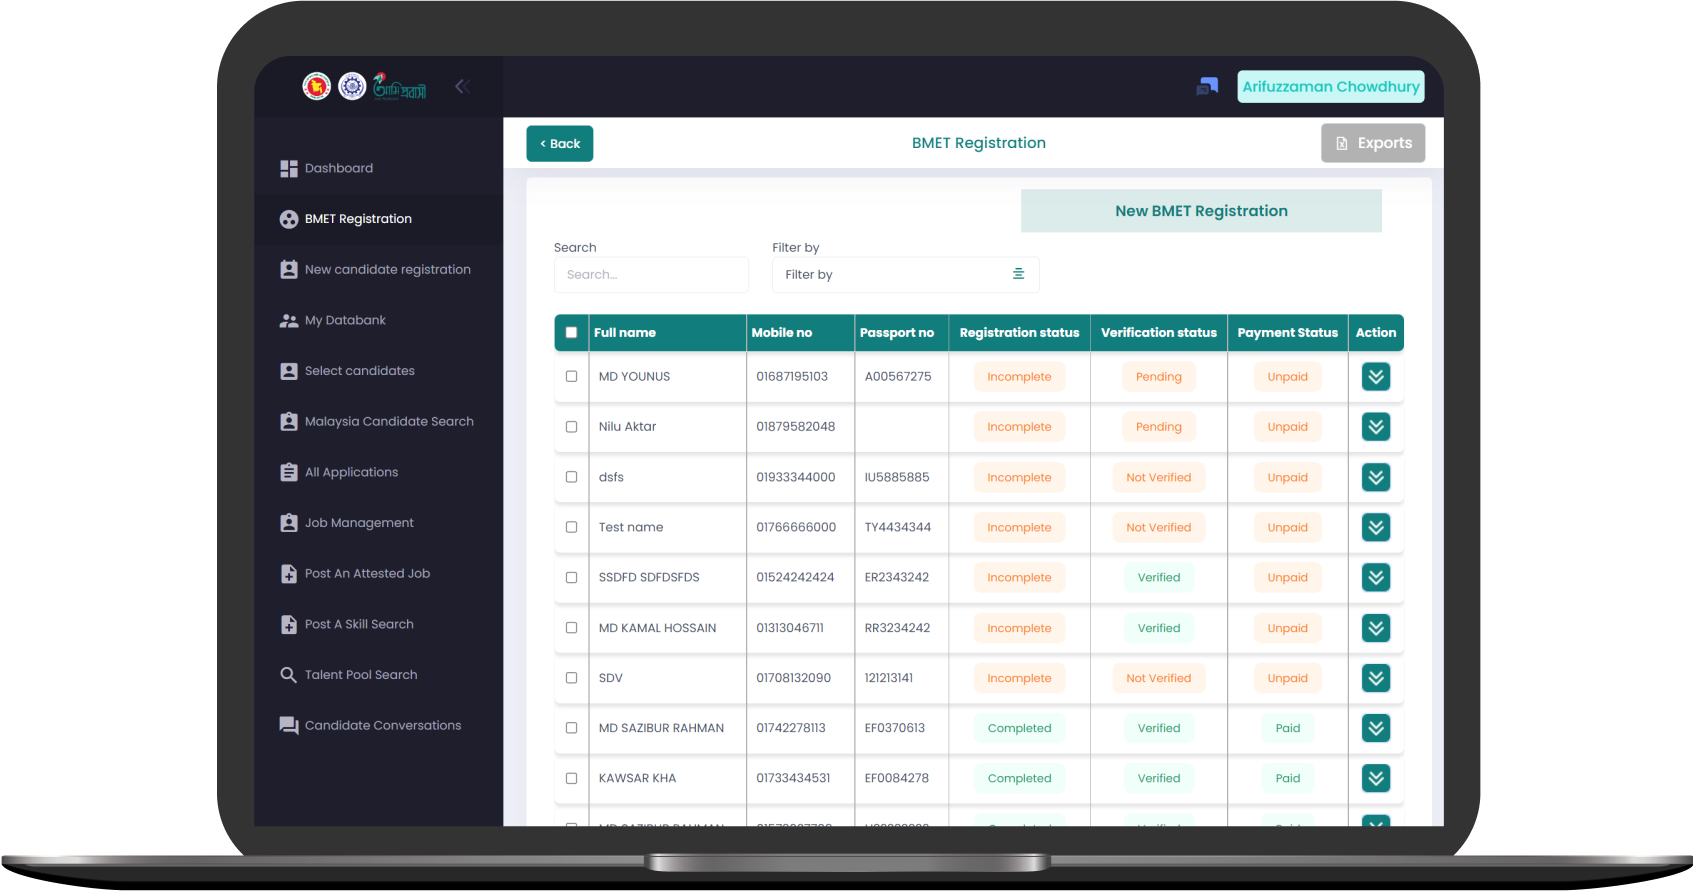 আমি প্রবাসী
Arifuzzaman Chowdhury
< Back
BMET Registration
Exports
Dashboard
BMET Registration
New candidate registration
My Databank
Select candidates
Malaysia Candidate Search
All Applications
Job Management
Post An Attested Job
Post A Skill Search
Talent Pool Search
Candidate Conversations
New BMET Registration
Search
Filter by
Search...
Filter by
Full name Mobile no Passport no Registration status Verification status Payment Status Action
MD YOUNUS 01687195103 A00567275 Incomplete Pending Unpaid
Nilu Aktar 01879582048 Incomplete Pending Unpaid
dsfs 01933344000 IU5885885 Incomplete Not Verified Unpaid
Test name 01766666000 TY4434344 Incomplete Not Verified Unpaid
SSDFD SDFDSFDS 01524242424 ER2343242 Incomplete Verified Unpaid
MD KAMAL HOSSAIN 01313046711 RR3234242 Incomplete Verified Unpaid
SDV 01708132090 121213141 Incomplete Not Verified Unpaid
MD SAZIBUR RAHMAN 01742278113 EF0370613 Completed Verified Paid
KAWSAR KHA 01733434531 EF0084278 Completed Verified Paid